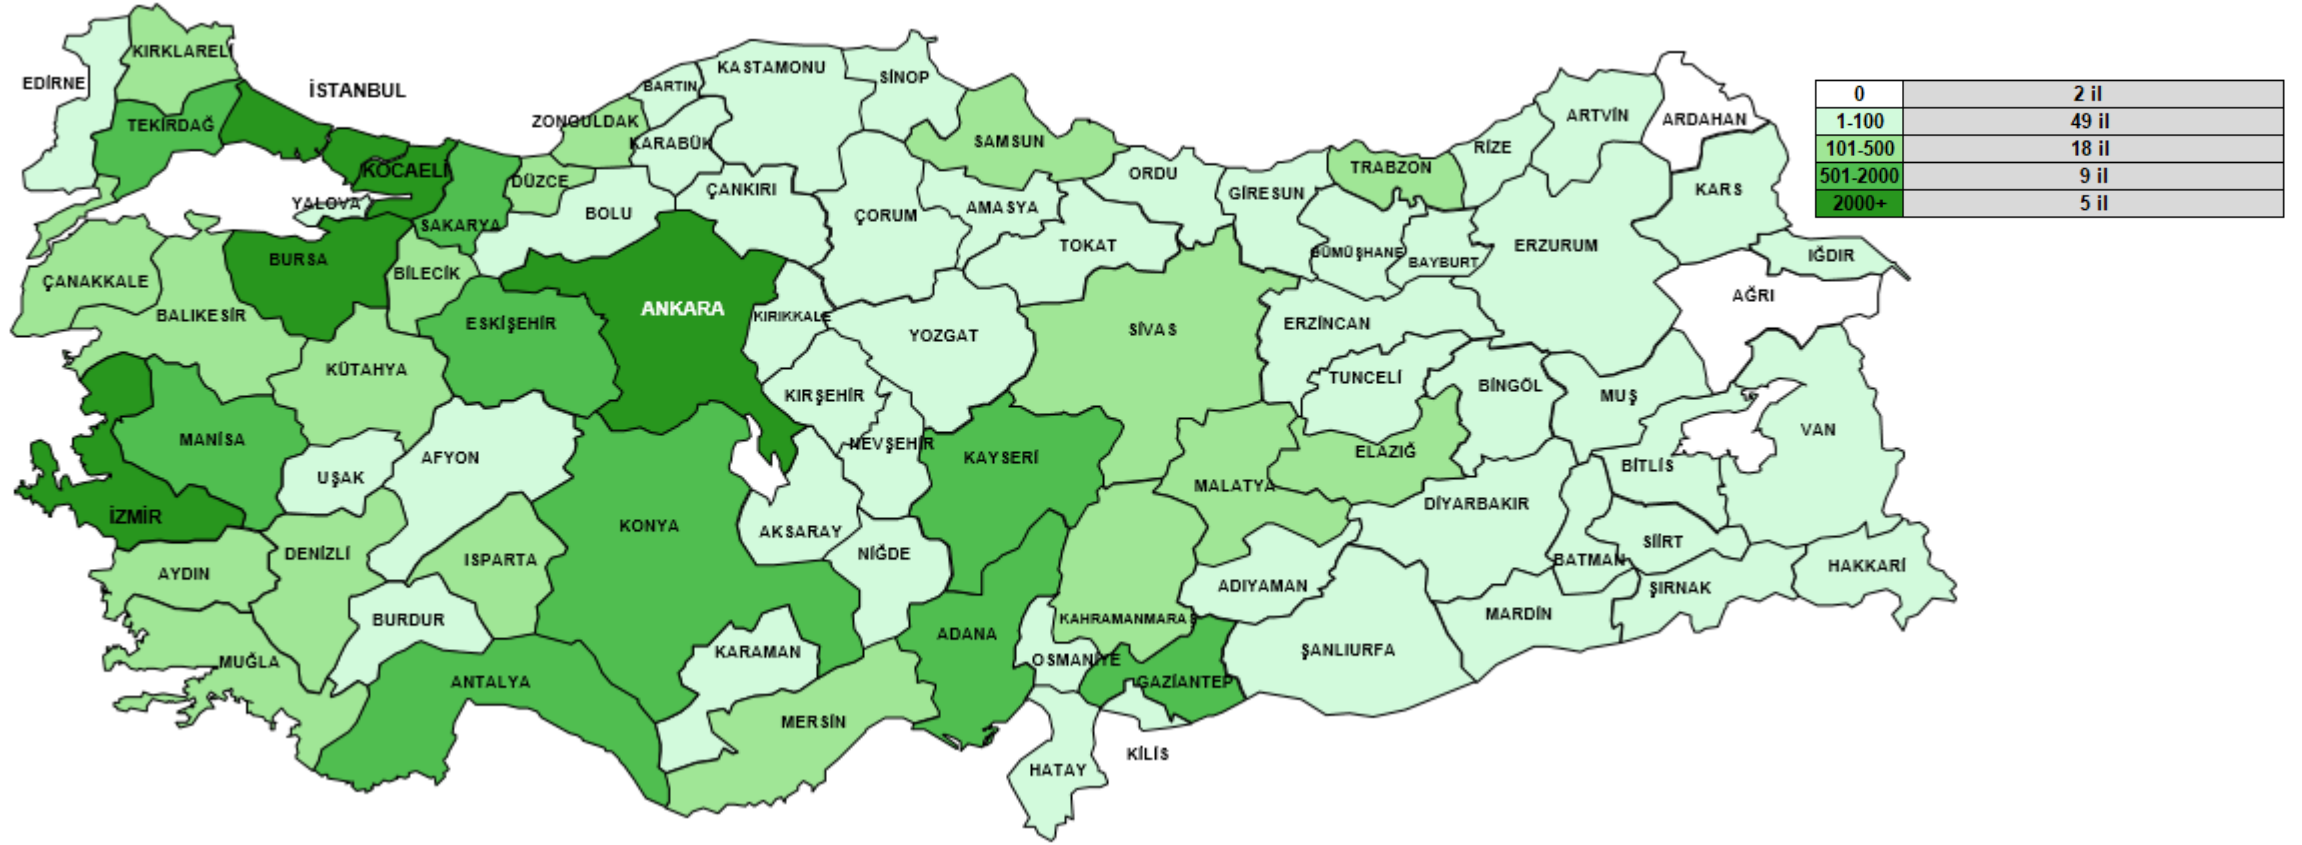 KIRKLARELİ
EDİRNE
İSTANBUL
TEKİRDAĞ
KOCAELİ
YALOVA
SAKARYA
DÜZCE
ZONGULDAK
BARTIN
KARABÜK
KASTAMONU
SİNOP
BOLU
ÇANKIRI
ÇORUM
SAMSUN
AMASYA
TOKAT
ORDU
GİRESUN
TRABZON
RİZE
ARTVİN
ARDAHAN
KARS
IĞDIR
AĞRI
ERZURUM
BAYBURT
GÜMÜŞHANE
ERZİNCAN
SİVAS
YOZGAT
KIRIKKALE
ANKARA
ESKİŞEHİR
BİLECİK
BURSA
ÇANAKKALE
BALIKESİR
KÜTAHYA
MANİSA
UŞAK
AFYON
İZMİR
AYDIN
DENİZLİ
ISPARTA
BURDUR
MUĞLA
ANTALYA
KONYA
KARAMAN
MERSİN
AKSARAY
NİĞDE
NEVŞEHİR
KIRŞEHİR
KAYSERİ
ADANA
OSMANİYE
HATAY
KİLİS
GAZİANTEP
KAHRAMANMARAŞ
MALATYA
ADIYAMAN
ŞANLIURFA
ELAZIĞ
TUNCELİ
BİNGÖL
MUŞ
BİTLİS
VAN
DİYARBAKIR
BATMAN
SİİRT
MARDİN
ŞIRNAK
HAKKARİ
0 2 il
1-100 49 il
101-500 18 il
501-2000 9 il
2000+ 5 il